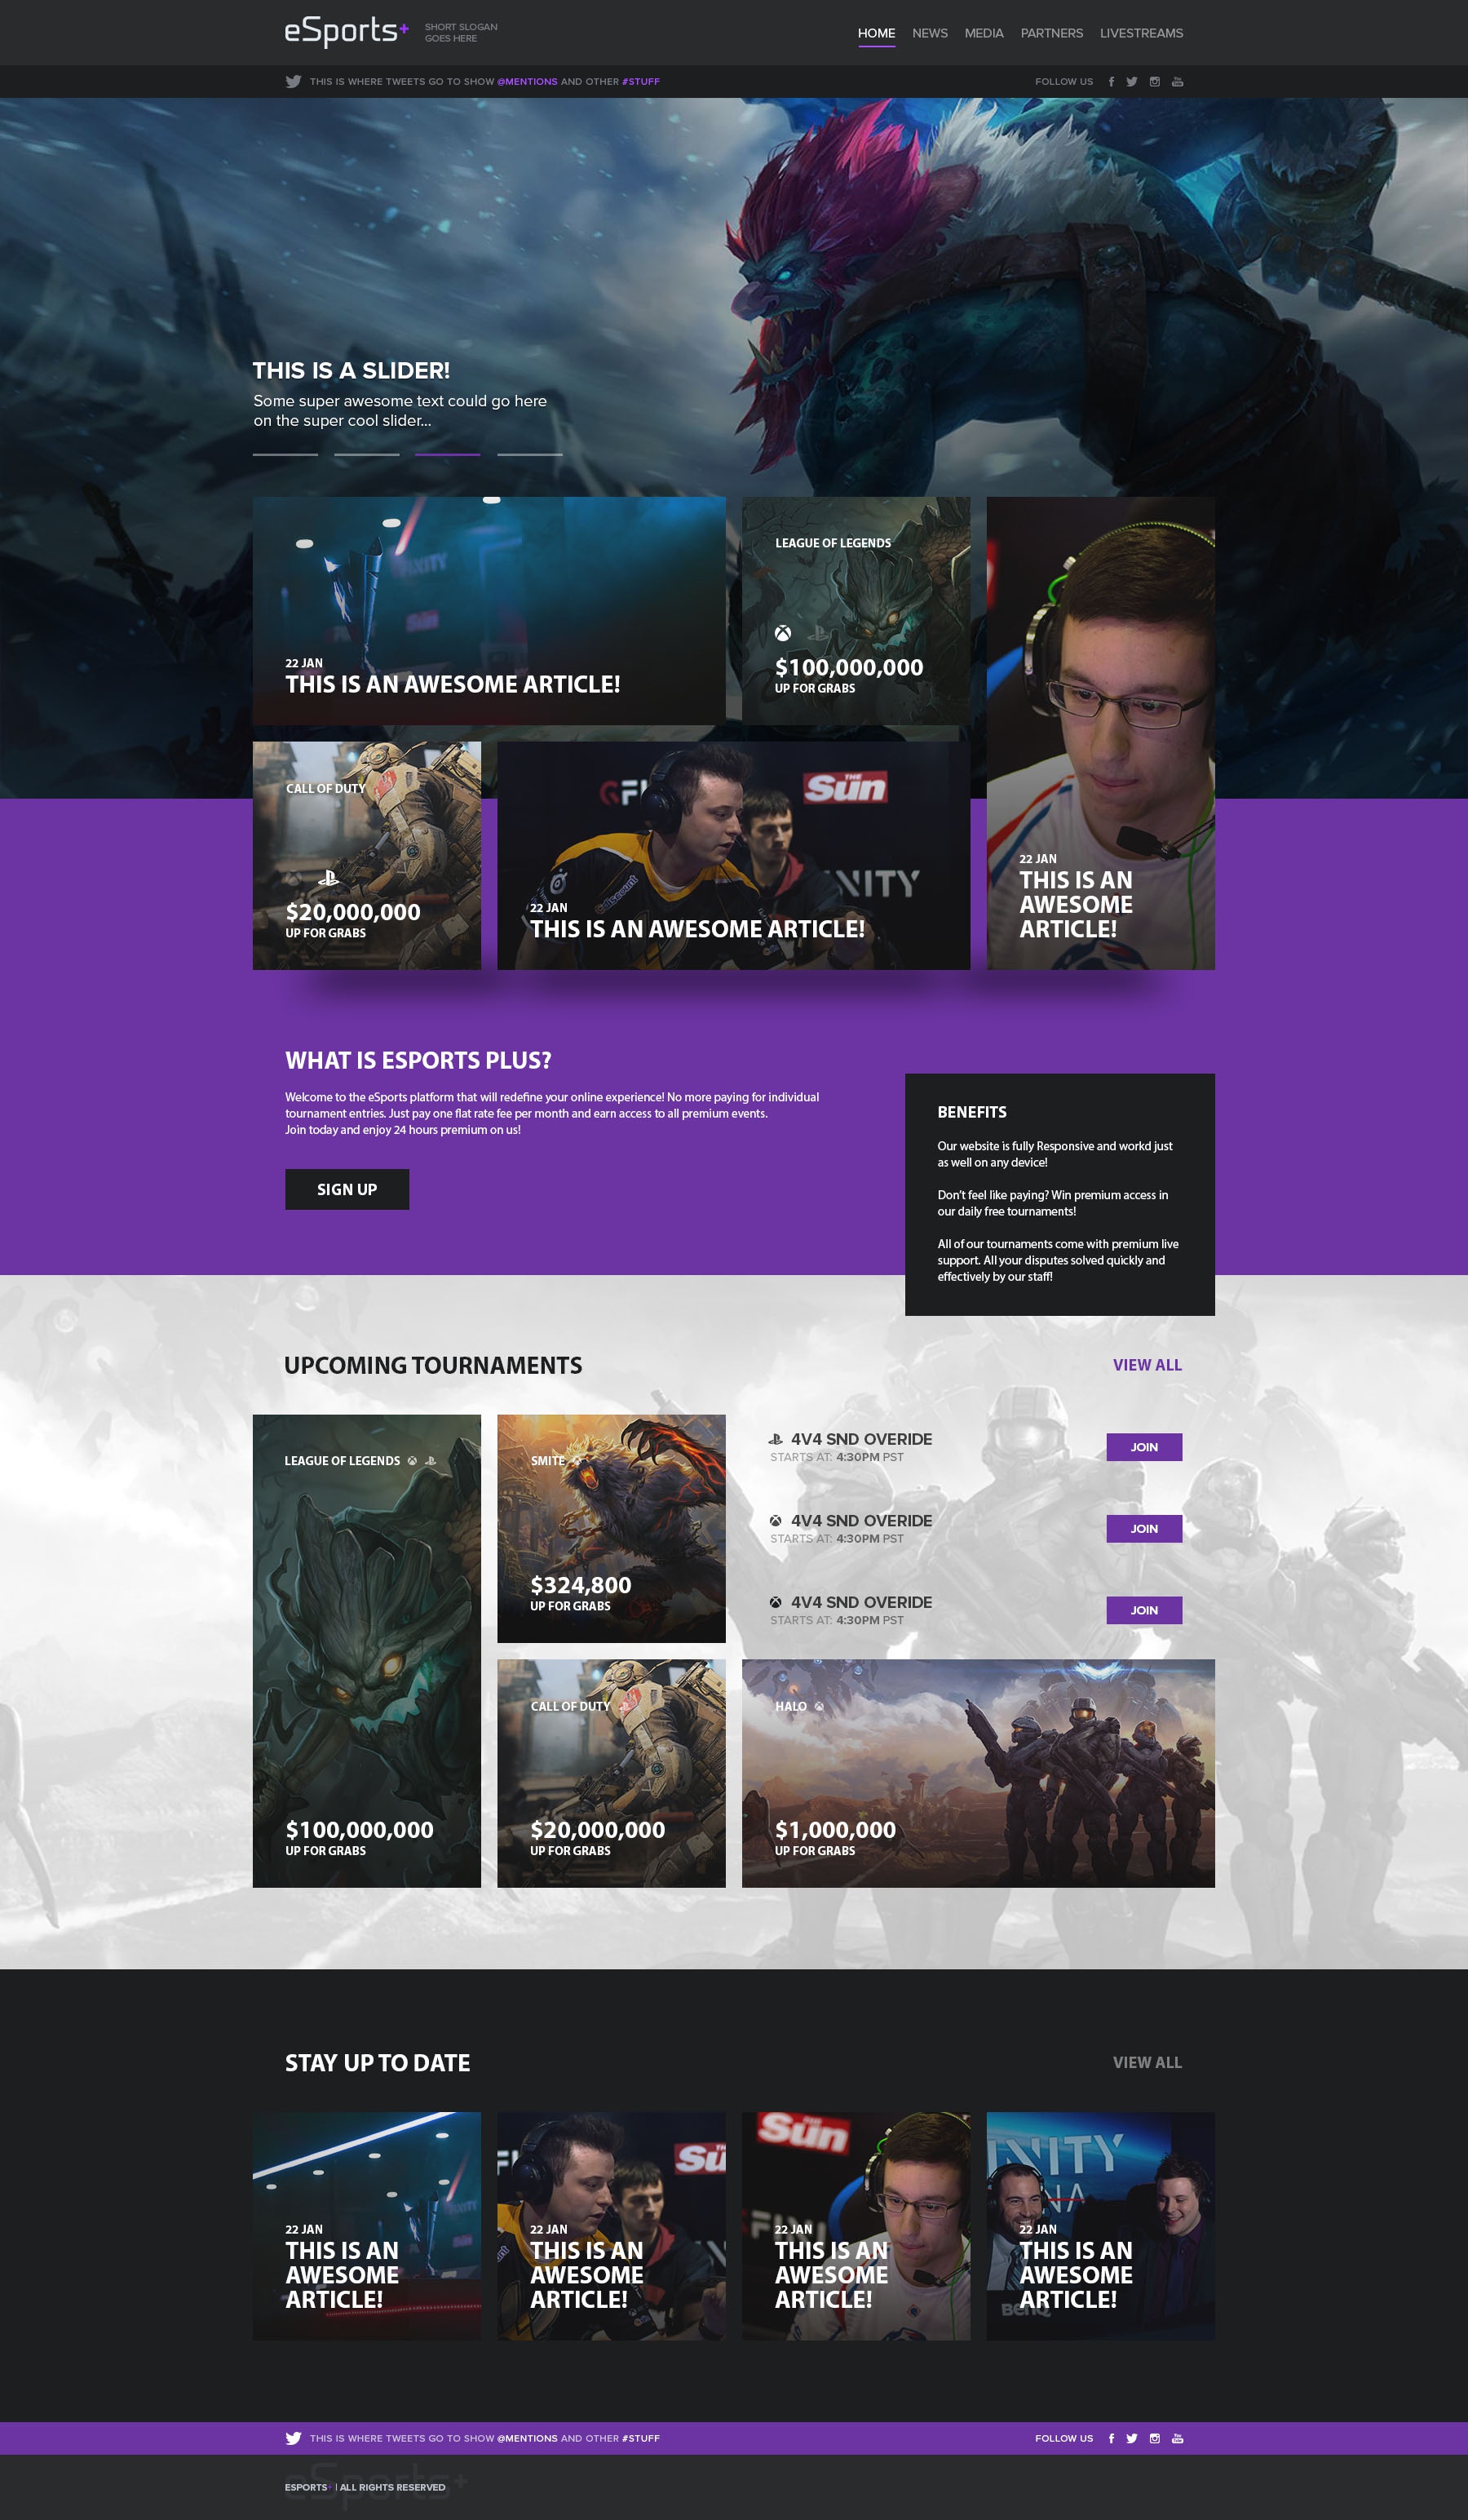 eSports+
SHORT SLOGAN
GOES HERE
HOME
NEWS
MEDIA
PARTNERS
LIVESTREAMS
THIS IS WHERE TWEETS GO TO SHOW @MENTIONS AND OTHER #STUFF
FOLLOW US
THIS IS A SLIDER!
Some super awesome text could go here
on the super cool slider...
22 JAN
THIS IS AN AWESOME ARTICLE!
Sun
LEAGUE OF LEGENDS
$100,000,000
UP FOR GRABS
CALL OF DUTY
$20,000,000
UP FOR GRABS
THE
Sun
22 JAN
THIS IS AN AWESOME ARTICLE!
22 JAN
THIS IS AN
AWESOME
ARTICLE!
WHAT IS ESPORTS PLUS?
Welcome to the eSports platform that will redefine your online experience! No more paying for individual
tournament entries. Just pay one flat rate fee per month and earn access to all premium events.
Join today and enjoy 24 hours premium on us!
SIGN UP
BENEFITS
Our website is fully Responsive and workd just
as well on any device!
Don't feel like paying? Win premium access in
our daily free tournaments!
All of our tournaments come with premium live
support. All your disputes solved quickly and
effectively by our staff!
UPCOMING TOURNAMENTS
VIEW ALL
LEAGUE OF LEGENDS
$100,000,000
UP FOR GRABS
SMITE
$324,800
UP FOR GRABS
4V4 SND OVERIDE
STARTS AT: 4:30PM PST
JOIN
4V4 SND OVERIDE
STARTS AT: 4:30PM PST
JOIN
4V4 SND OVERIDE
STARTS AT: 4:30PM PST
JOIN
CALL OF DUTY
$20,000,000
UP FOR GRABS
HALO
$1,000,000
UP FOR GRABS
STAY UP TO DATE
VIEW ALL
22 JAN
THIS IS AN
AWESOME
ARTICLE!
22 JAN
THIS IS AN
AWESOME
ARTICLE!
Sun
22 JAN
THIS IS AN
AWESOME
ARTICLE!
22 JAN
THIS IS AN
AWESOME
ARTICLE!
BenQ
THIS IS WHERE TWEETS GO TO SHOW @MENTIONS AND OTHER #STUFF
FOLLOW US
eSports+
ESPORTS+ | ALL RIGHTS RESERVED